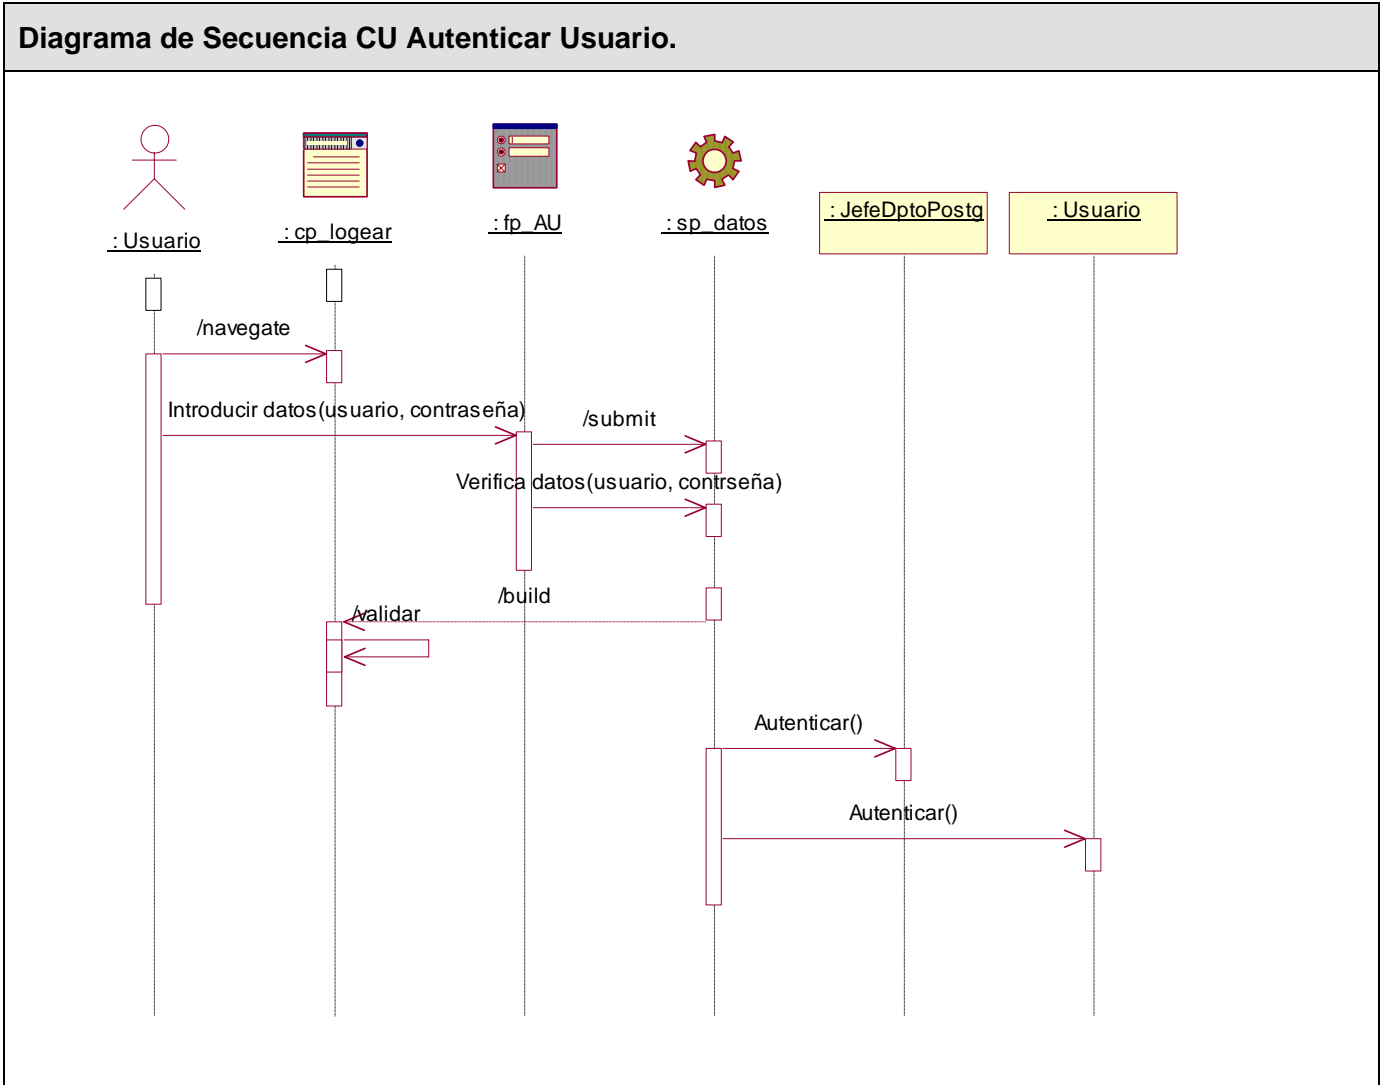 Diagrama de Secuencia CU Autenticar Usuario.
: Usuario
: cp_logear
: fp_AU
: sp_datos
: JefeDptoPostg
: Usuario
/navegate
Introducir datos(usuario, contraseña)
/submit
Verifica datos(usuario, contrseña)
/build
/validar
Autenticar()
Autenticar()